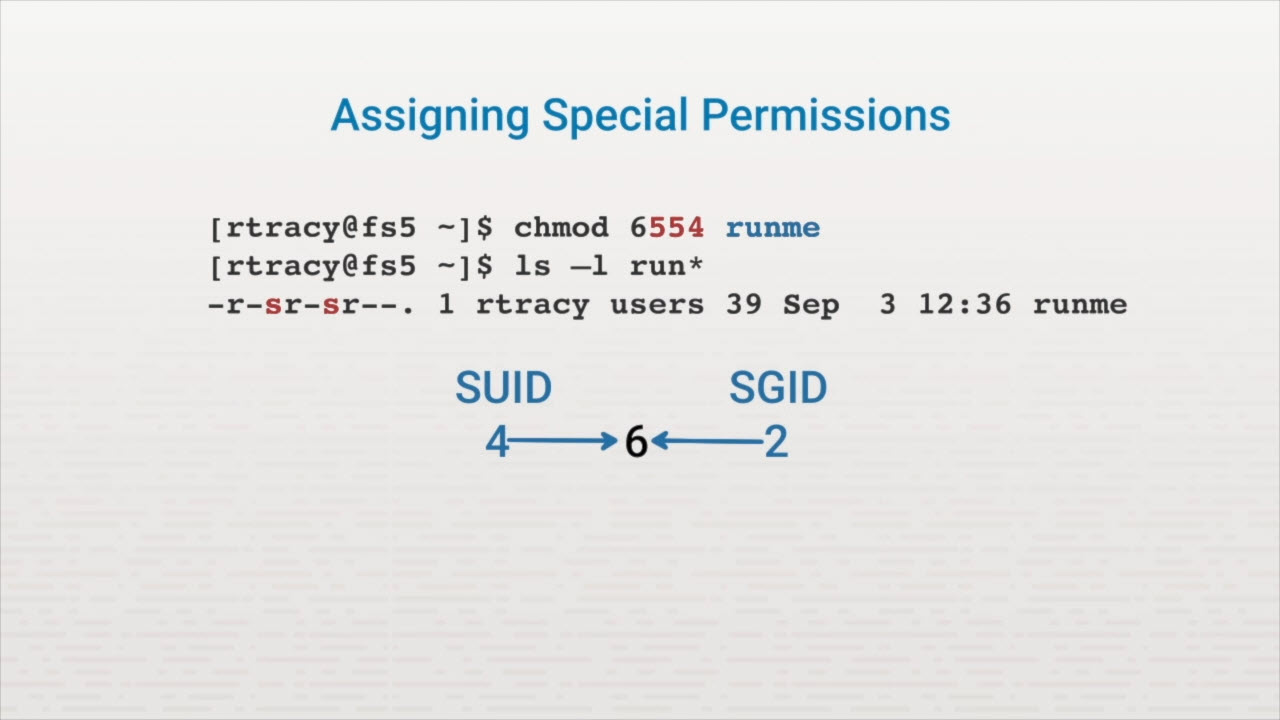 Assigning Special Permissions
[rtracy@fs5 ~]$ chmod 6554 runme
[rtracy@fs5 ~]$ ls –l run*
-r-sr-sr--. 1 rtracy users 39 Sep  3 12:36 runme
SUID SGID
4 6 2